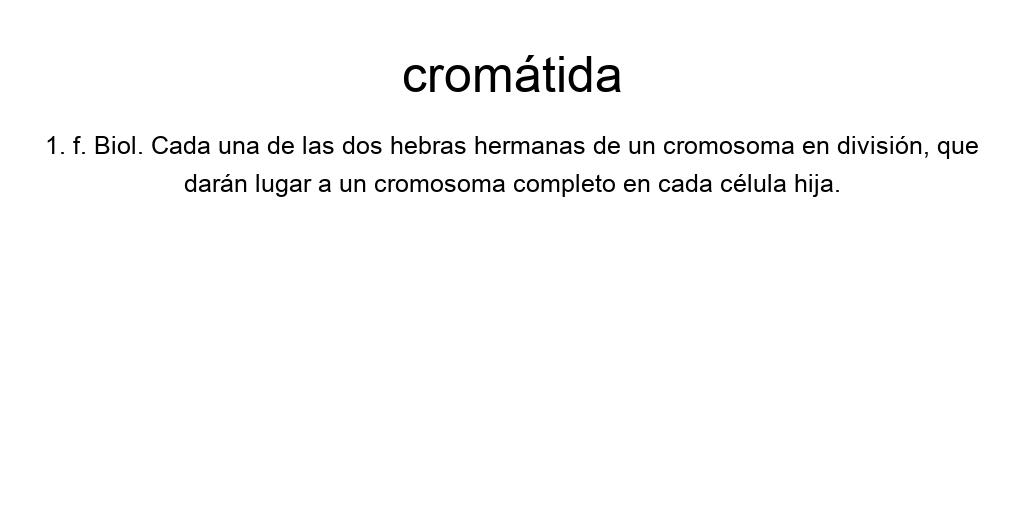 cromátida
1. f. Biol. Cada una de las dos hebras hermanas de un cromosoma en división, que
darán lugar a un cromosoma completo en cada célula hija.